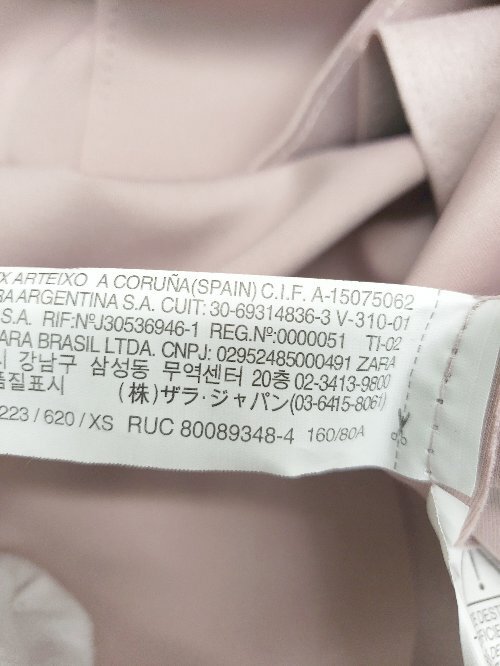 X ARTEIXO A CORUÑA(SPAIN) C.I.F. A-15075062
RA ARGENTINA S.A. CUIT: 30-69314836-3 V-310-01
S.A. RIF:NºJ30536946-1 REG.Nº:0000051 TI-02
ARA BRASIL LTDA. CNPJ: 02952485000491 ZARA
시 강남구 삼성동 무역센터 20층 02-3413-9800
품질표시 (株)ザラ・ジャパン(03-6415-8061)
223 / 620 / XS RUC 80089348-4 160/80A